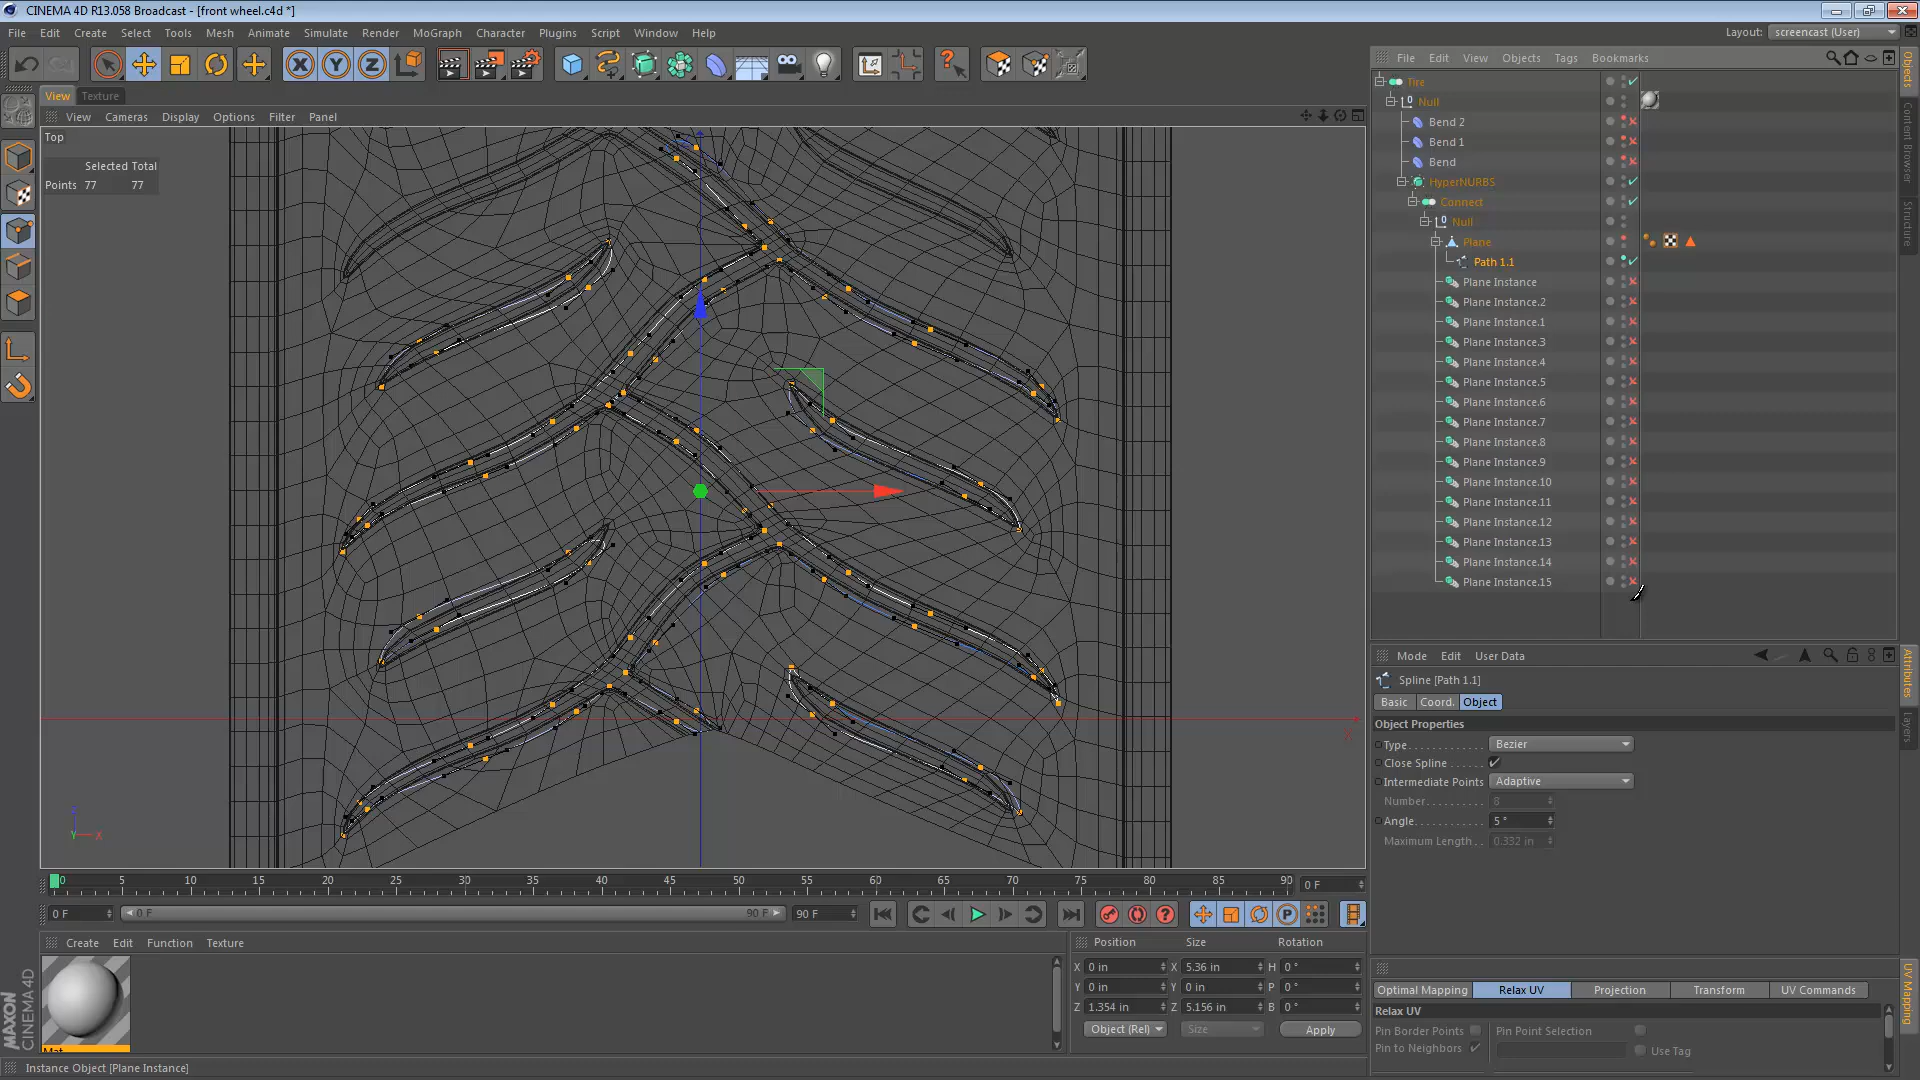 CINEMA 4D R13.058 Broadcast - [front wheel.c4d *]
File Edit Create Select Tools Mesh Animate Simulate Render MoGraph Character Plugins Script Window Help
Layout: screencast (User)
File Edit View Objects Tags Bookmarks
View Texture
View Cameras Display Options Filter Panel
Top
Selected Total
Points 77 77
Tire
Null
Bend 2
Bend 1
Bend
HyperNURBS
Connect
Null
Plane
Path 1.1
Plane Instance
Plane Instance.2
Plane Instance.1
Plane Instance.3
Plane Instance.4
Plane Instance.5
Plane Instance.6
Plane Instance.7
Plane Instance.8
Plane Instance.9
Plane Instance.10
Plane Instance.11
Plane Instance.12
Plane Instance.13
Plane Instance.14
Plane Instance.15
Objects
Content Browser
Structure
Mode Edit User Data
Spline [Path 1.1]
Basic Coord. Object
Object Properties
Type Bezier
Close Spline
Intermediate Points Adaptive
Number 8
Angle 5 °
Maximum Length 0.332 in
Attributes
Layers
Y X
0 5 10 15 20 25 30 35 40 45 50 55 60 65 70 75 80 85 90 0 F
0 F 0 F 90 F 90 F
Create Edit Function Texture
Mat
MAXON
CINEMA 4D
Position Size Rotation
X 0 in X 5.36 in H 0 °
Y 0 in Y 0 in P 0 °
Z 1.354 in Z 5.156 in B 0 °
Object (Rel) Size Apply
Optimal Mapping Relax UV Projection Transform UV Commands
Relax UV
Pin Border Points Pin Point Selection
Pin to Neighbors Use Tag
UV Mapping
Instance Object [Plane Instance]